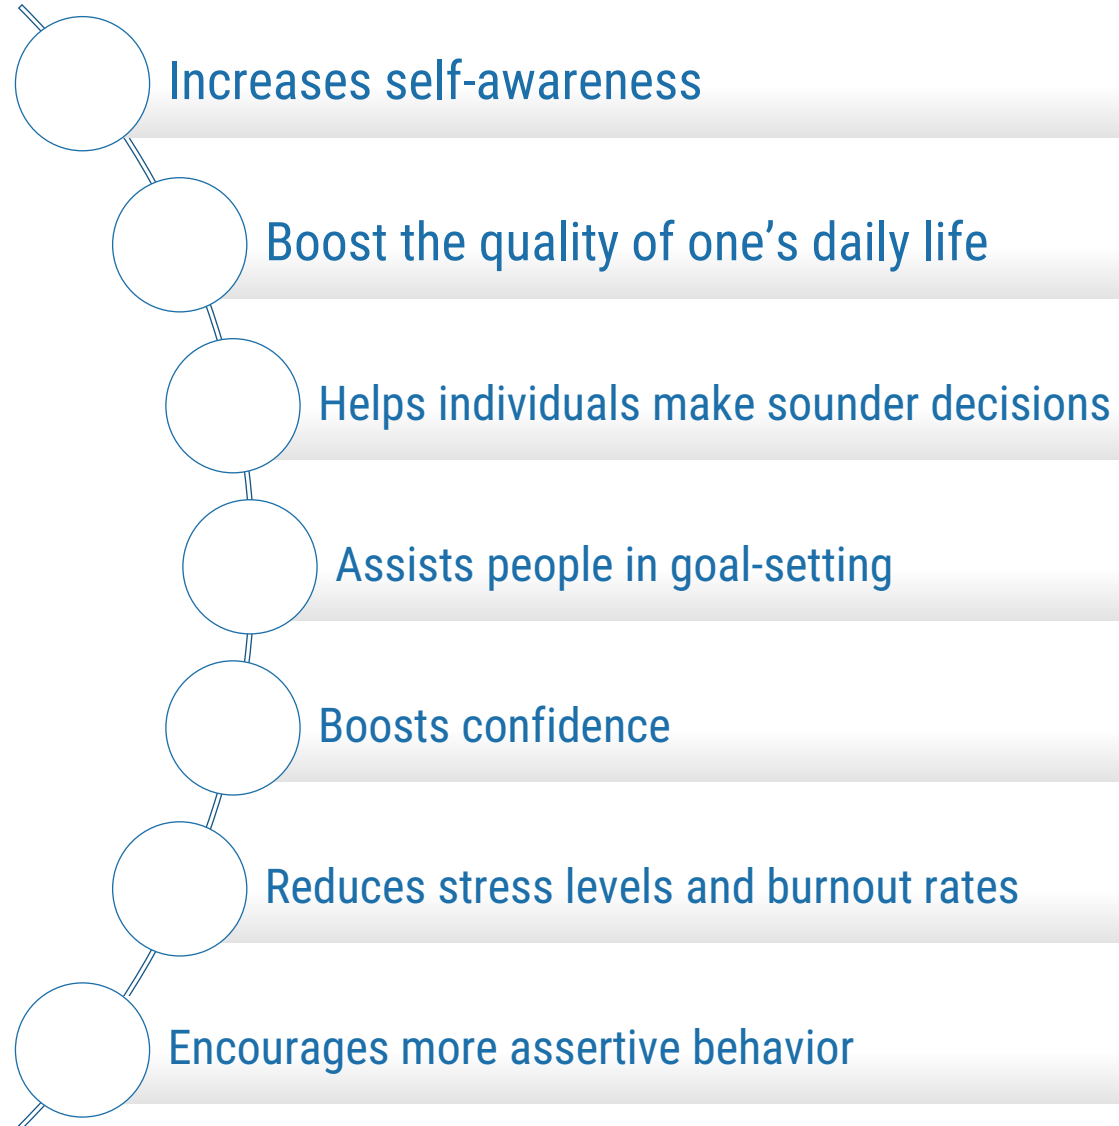 Increases self-awareness
Boost the quality of one’s daily life
Helps individuals make sounder decisions
Assists people in goal-setting
Boosts confidence
Reduces stress levels and burnout rates
Encourages more assertive behavior